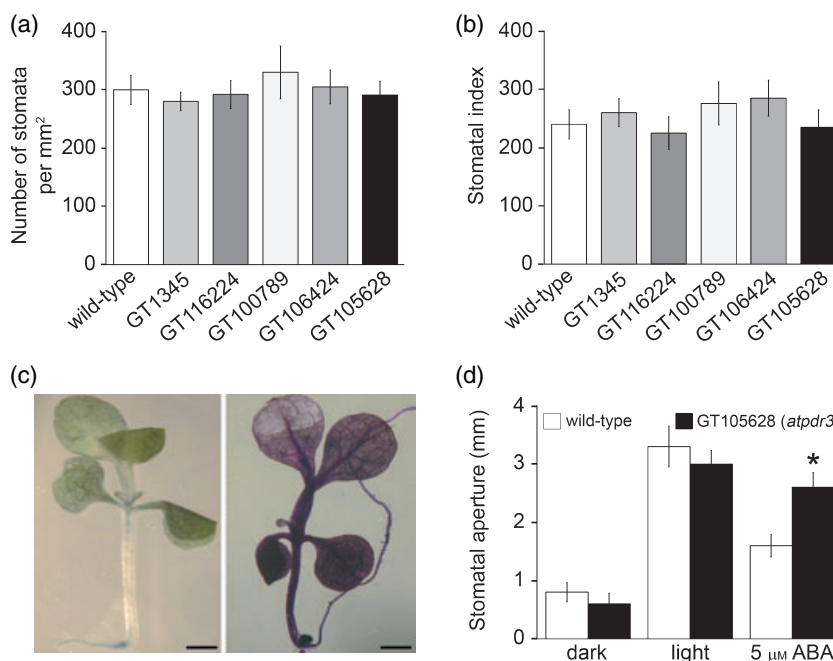 (a)
400
300
200
100
0
Number of stomata
per mm²
wild-type
GT1345
GT116224
GT100789
GT106424
GT105628
(b)
400
300
200
100
0
Stomatal index
wild-type
GT1345
GT116224
GT100789
GT106424
GT105628
(c)
(d)
4
3
2
1
0
Stomatal aperture (mm)
wild-type
GT105628 (atpdr3
*
dark
light
5 μM ABA